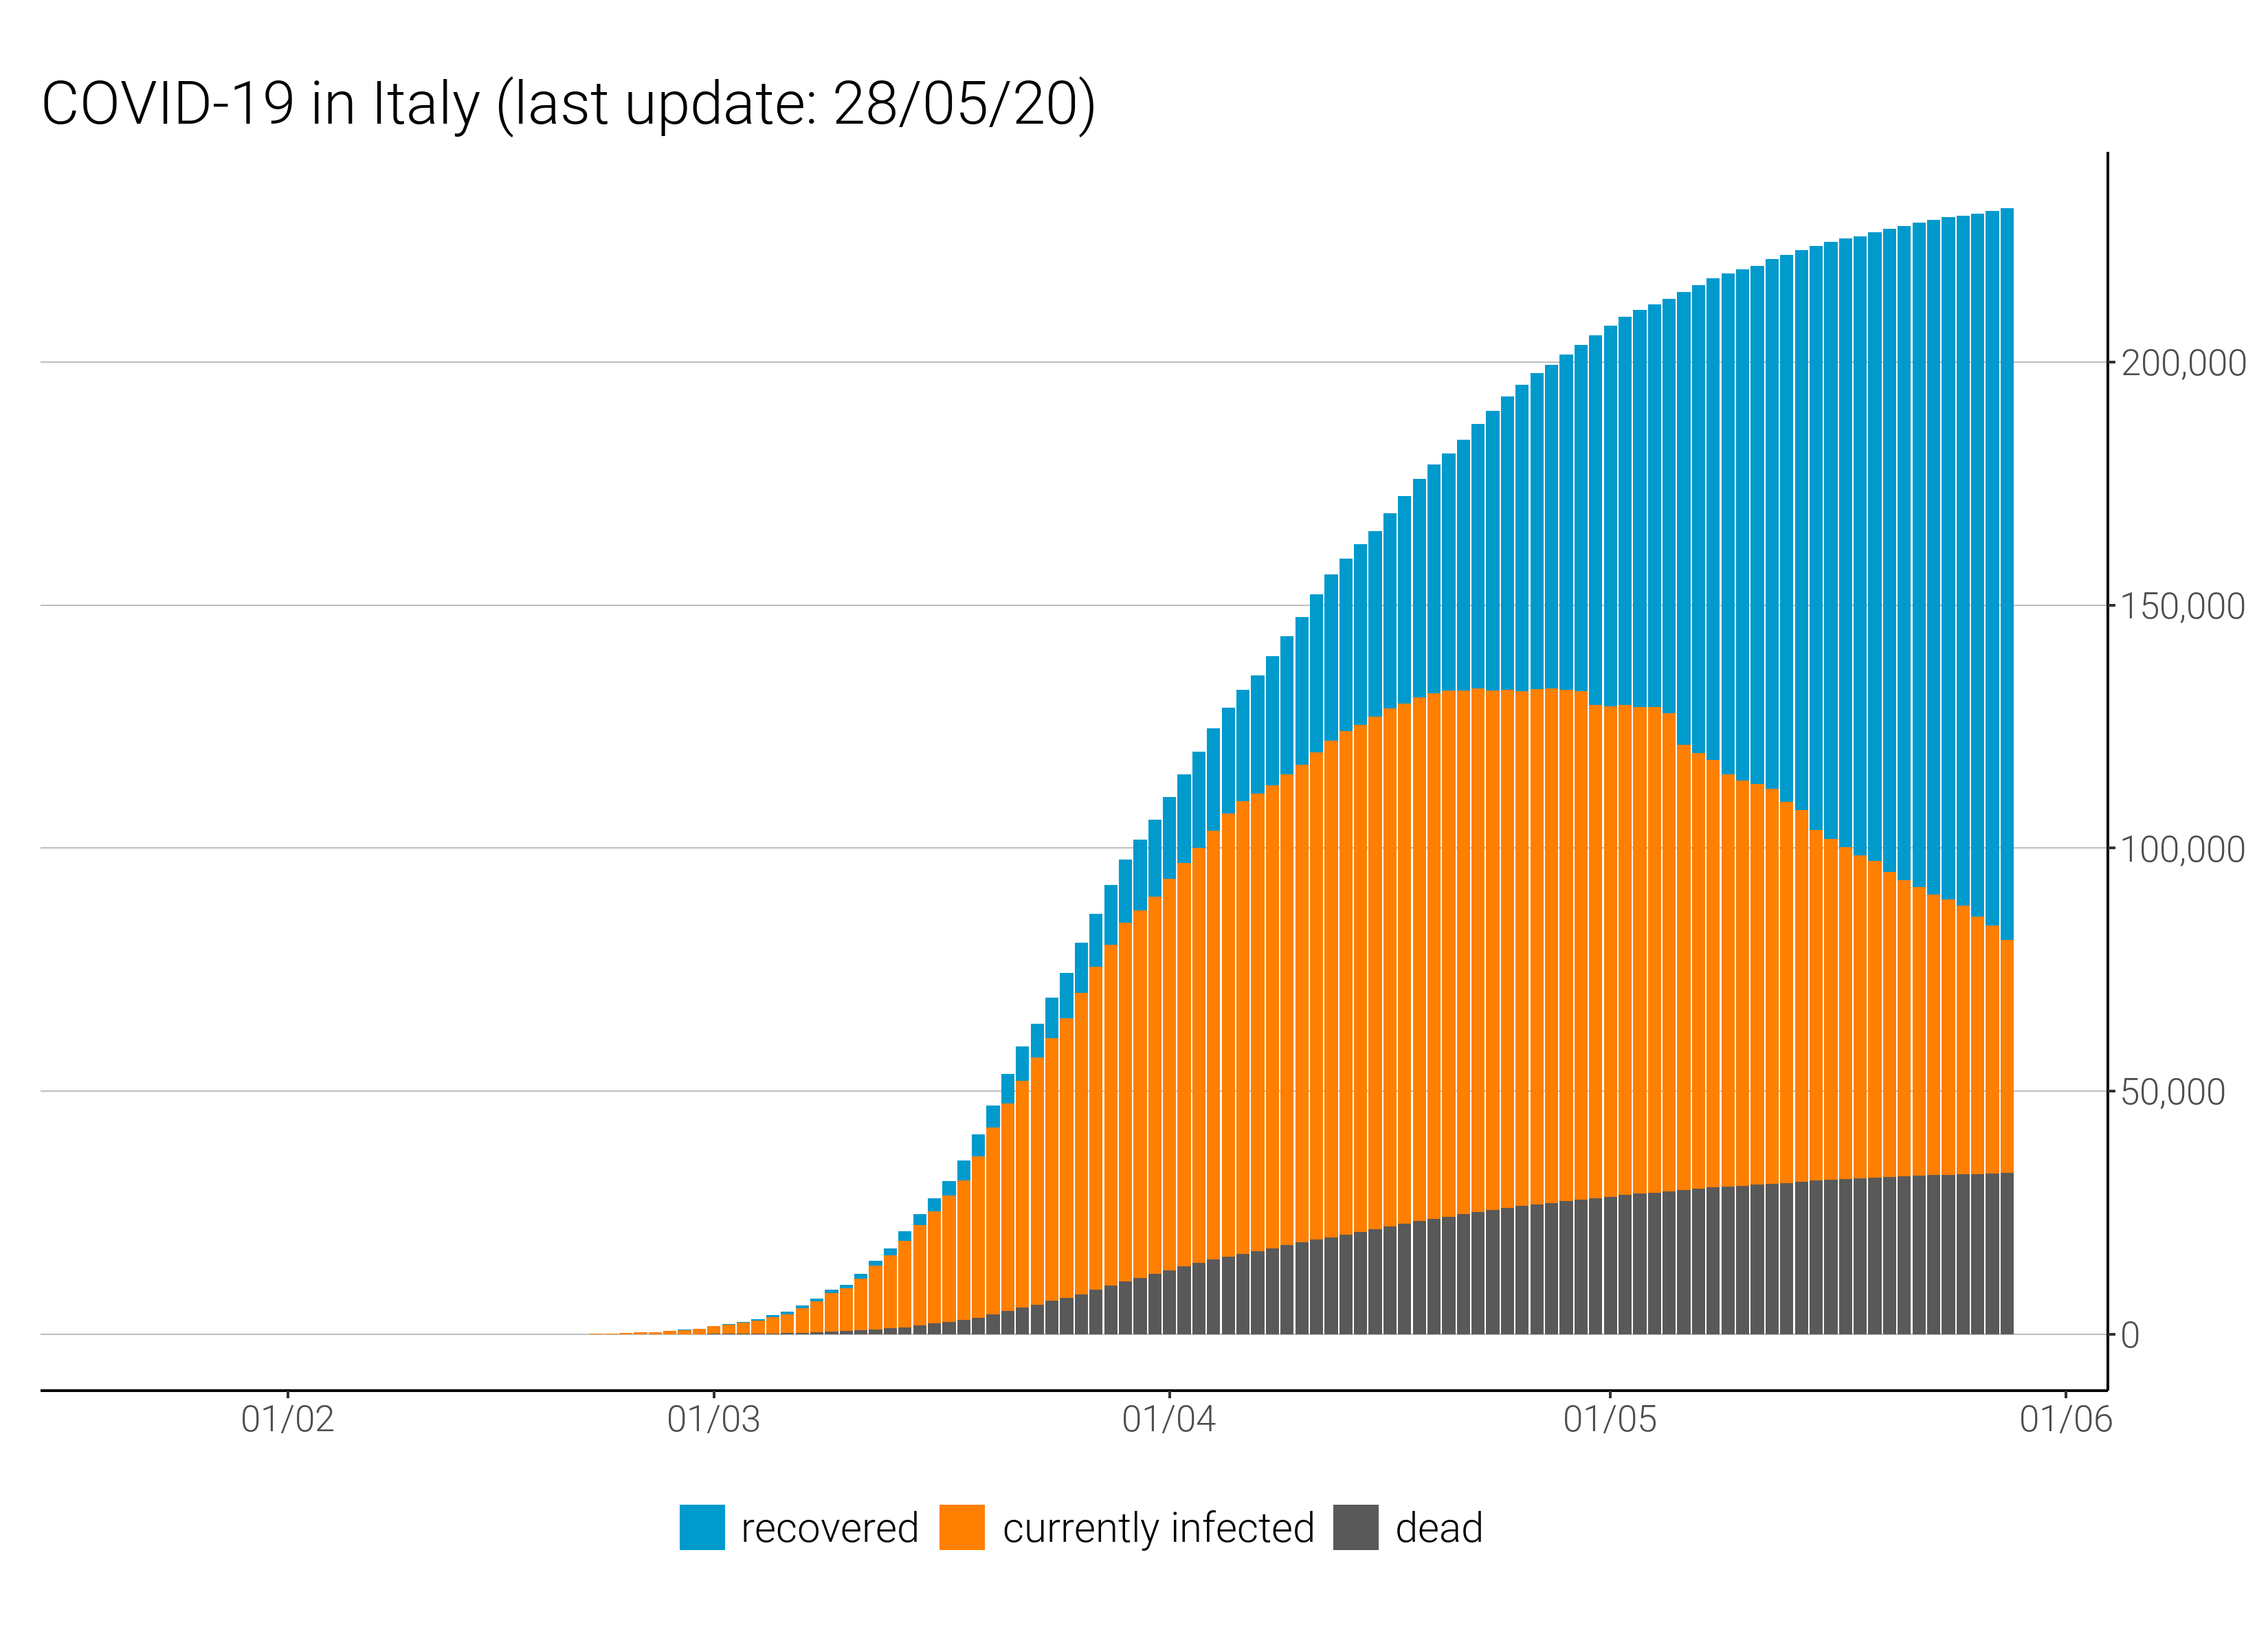 COVID-19 in Italy (last update: 28/05/20)
200,000
150,000
100,000
50,000
0
01/02 01/03 01/04 01/05 01/06
recovered currently infected dead